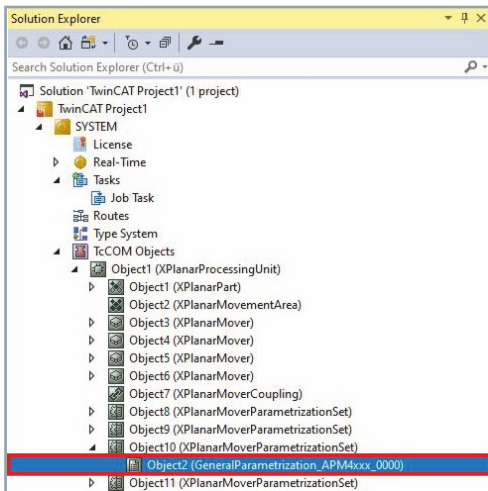 Solution Explorer
Search Solution Explorer (Ctrl+ü)
Solution 'TwinCAT Project1' (1 project)
TwinCAT Project1
SYSTEM
License
Real-Time
Tasks
Job Task
Routes
Type System
TcCOM Objects
Object1 (XPlanarProcessingUnit)
Object1 (XPlanarPart)
Object2 (XPlanarMovementArea)
Object3 (XPlanarMover)
Object4 (XPlanarMover)
Object5 (XPlanarMover)
Object6 (XPlanarMover)
Object7 (XPlanarMoverCoupling)
Object8 (XPlanarMoverParametrizationSet)
Object9 (XPlanarMoverParametrizationSet)
Object10 (XPlanarMoverParametrizationSet)
Object2 (GeneralParametrization_APM4xxx_0000)
Object11 (XPlanarMoverParametrizationSet)